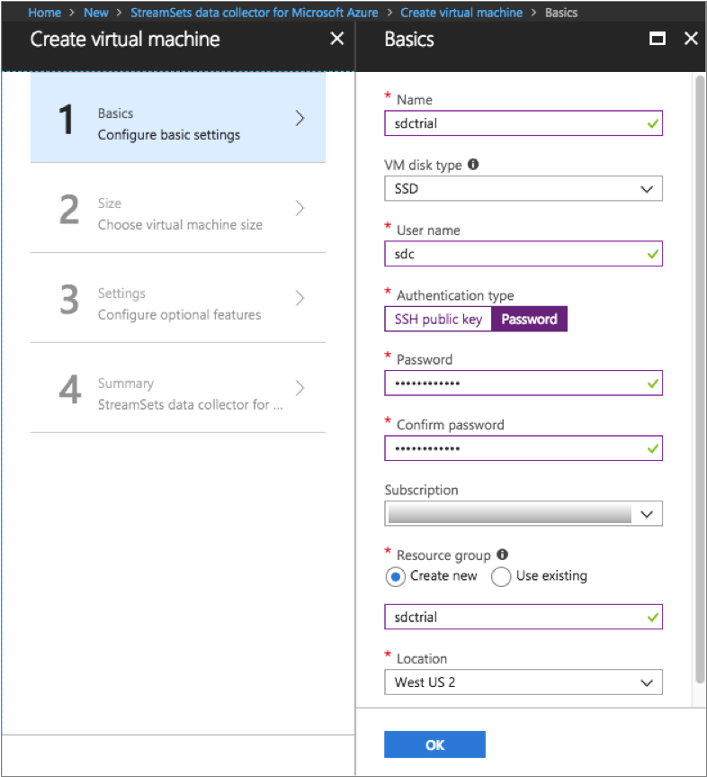 Home > New > StreamSets data collector for Microsoft Azure > Create virtual machine > Basics
Create virtual machine
1
Basics
Configure basic settings
2
Size
Choose virtual machine size
3
Settings
Configure optional features
4
Summary
StreamSets data collector for ...
Basics
* Name
sdctrial
VM disk type
SSD
* User name
sdc
* Authentication type
SSH public key Password
* Password
••••••••••••
* Confirm password
••••••••••••
Subscription
* Resource group
Create new Use existing
sdctrial
* Location
West US 2
OK